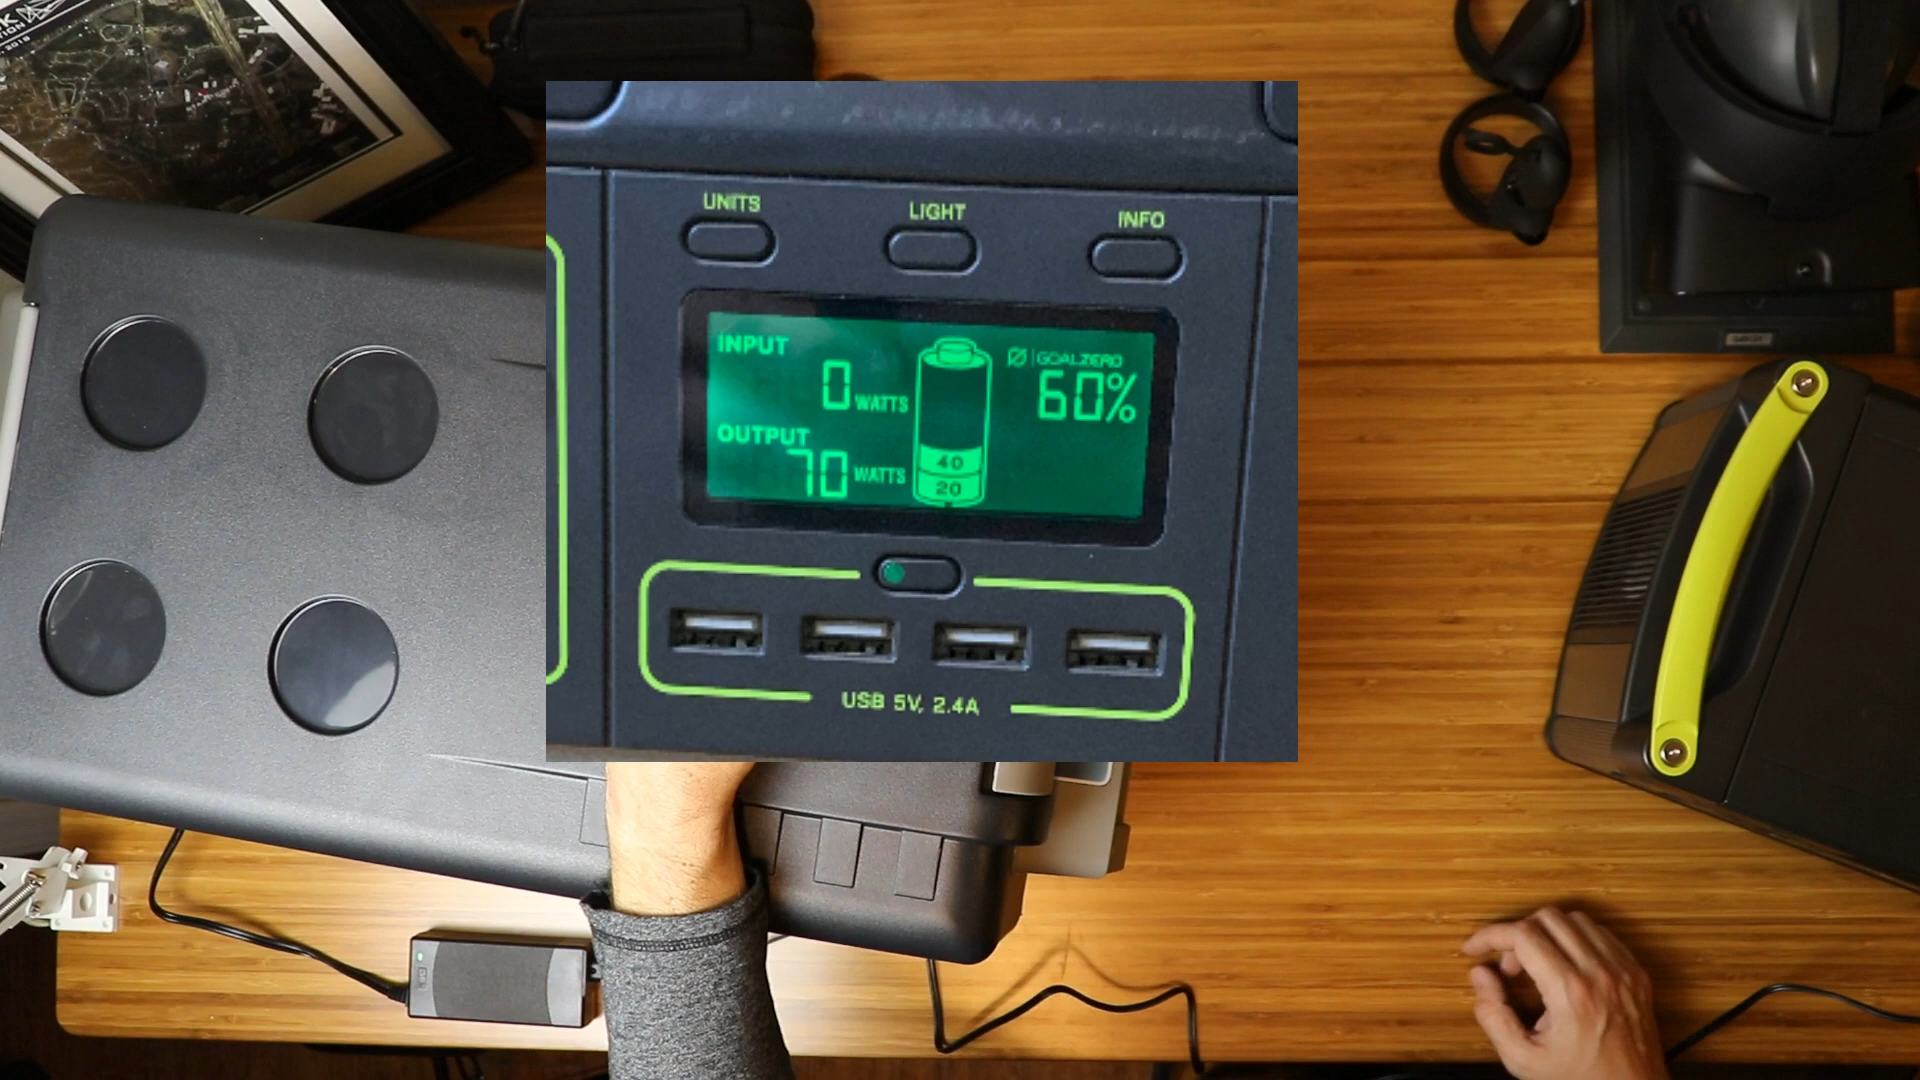 UNITS
LIGHT
INFO
INPUT
0 WATTS
GOALZERO
60%
OUTPUT
70 WATTS
40
20
USB 5V, 2.4A